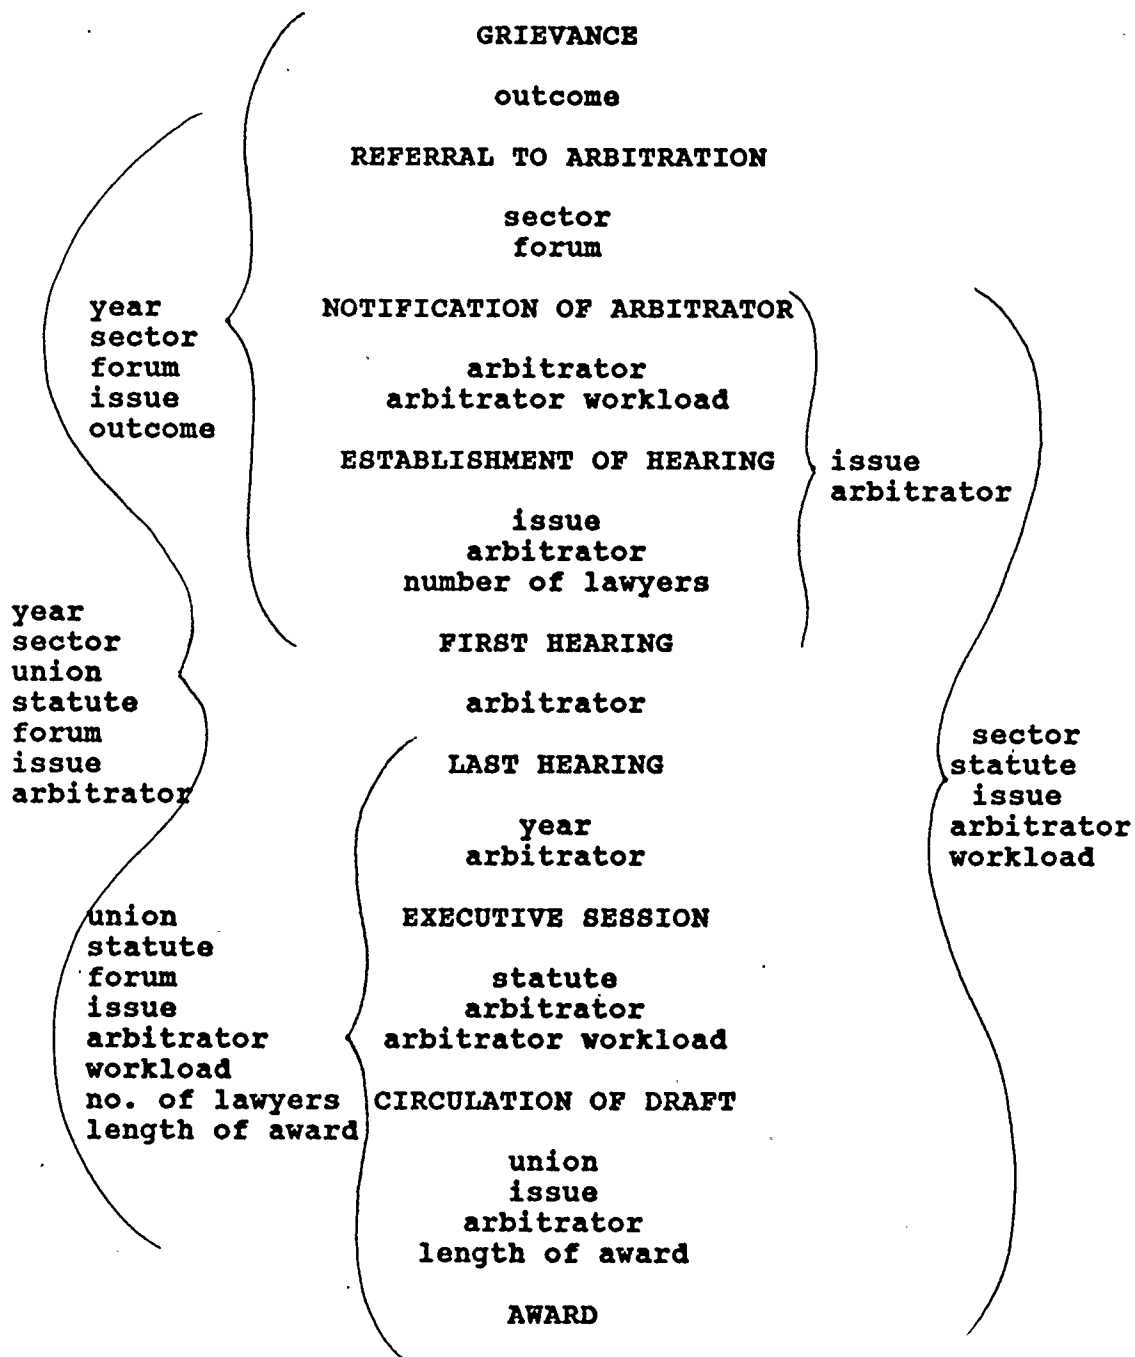 GRIEVANCE
outcome
REFERRAL TO ARBITRATION
sector
forum
NOTIFICATION OF ARBITRATOR
arbitrator
arbitrator workload
ESTABLISHMENT OF HEARING
issue
arbitrator
number of lawyers
FIRST HEARING
arbitrator
LAST HEARING
year
arbitrator
EXECUTIVE SESSION
statute
arbitrator
arbitrator workload
CIRCULATION OF DRAFT
union
issue
arbitrator
length of award
AWARD
year
sector
forum
issue
outcome
year
sector
union
statute
forum
issue
arbitrator
union
statute
forum
issue
arbitrator
workload
no. of lawyers
length of award
issue
arbitrator
sector
statute
issue
arbitrator
workload